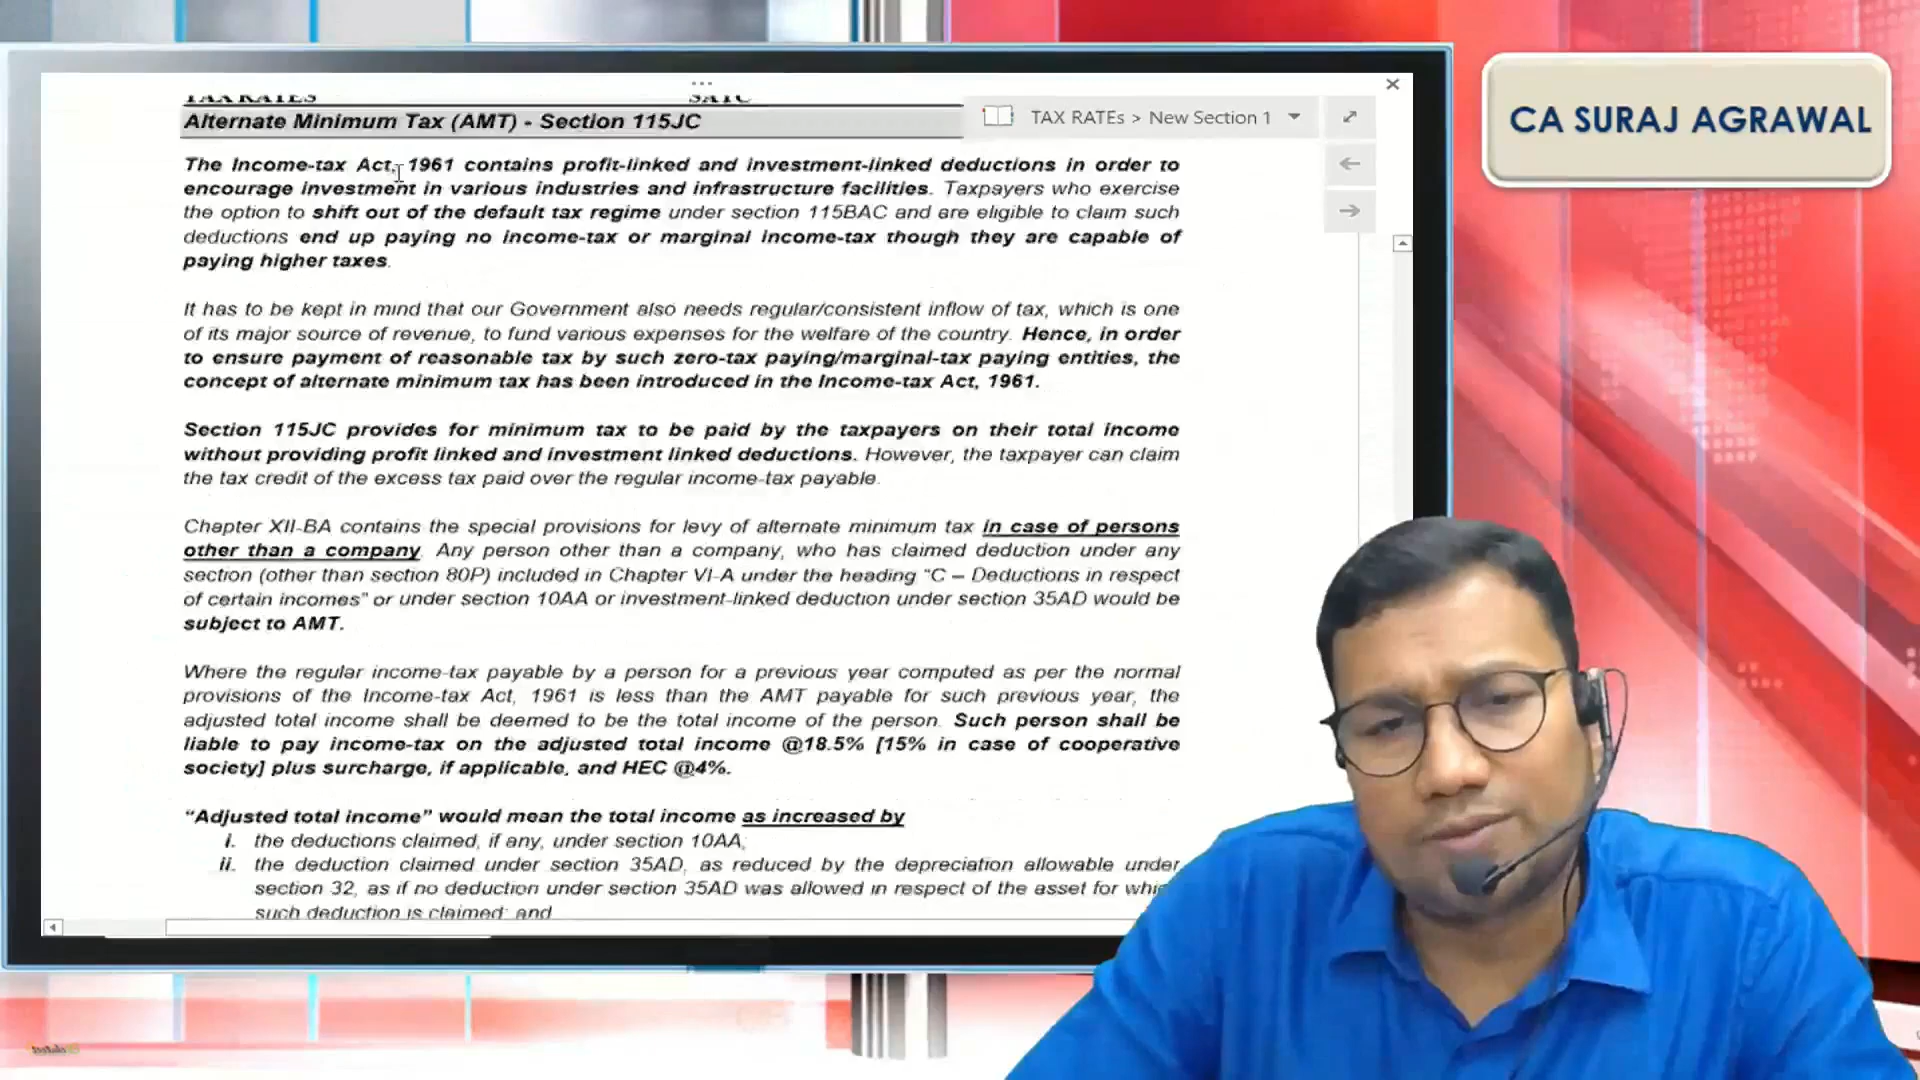 TAX RATES SATC
Alternate Minimum Tax (AMT) - Section 115JC
TAX RATEs > New Section 1
CA SURAJ AGRAWAL
The Income-tax Act, 1961 contains profit-linked and investment-linked deductions in order to
encourage investment in various industries and infrastructure facilities. Taxpayers who exercise
the option to shift out of the default tax regime under section 115BAC and are eligible to claim such
deductions end up paying no income-tax or marginal income-tax though they are capable of
paying higher taxes.
It has to be kept in mind that our Government also needs regular/consistent inflow of tax, which is one
of its major source of revenue, to fund various expenses for the welfare of the country. Hence, in order
to ensure payment of reasonable tax by such zero-tax paying/marginal-tax paying entities, the
concept of alternate minimum tax has been introduced in the Income-tax Act, 1961.
Section 115JC provides for minimum tax to be paid by the taxpayers on their total income
without providing profit linked and investment linked deductions. However, the taxpayer can claim
the tax credit of the excess tax paid over the regular income-tax payable.
Chapter XII-BA contains the special provisions for levy of alternate minimum tax in case of persons
other than a company. Any person other than a company, who has claimed deduction under any
section (other than section 80P) included in Chapter VI-A under the heading "C – Deductions in respect
of certain incomes" or under section 10AA or investment-linked deduction under section 35AD would be
subject to AMT.
Where the regular income-tax payable by a person for a previous year computed as per the normal
provisions of the Income-tax Act, 1961 is less than the AMT payable for such previous year, the
adjusted total income shall be deemed to be the total income of the person. Such person shall be
liable to pay income-tax on the adjusted total income @18.5% [15% in case of cooperative
society] plus surcharge, if applicable, and HEC @4%.
"Adjusted total income" would mean the total income as increased by
i. the deductions claimed, if any, under section 10AA;
ii. the deduction claimed under section 35AD, as reduced by the depreciation allowable under
section 32, as if no deduction under section 35AD was allowed in respect of the asset for
such deduction is claimed; and